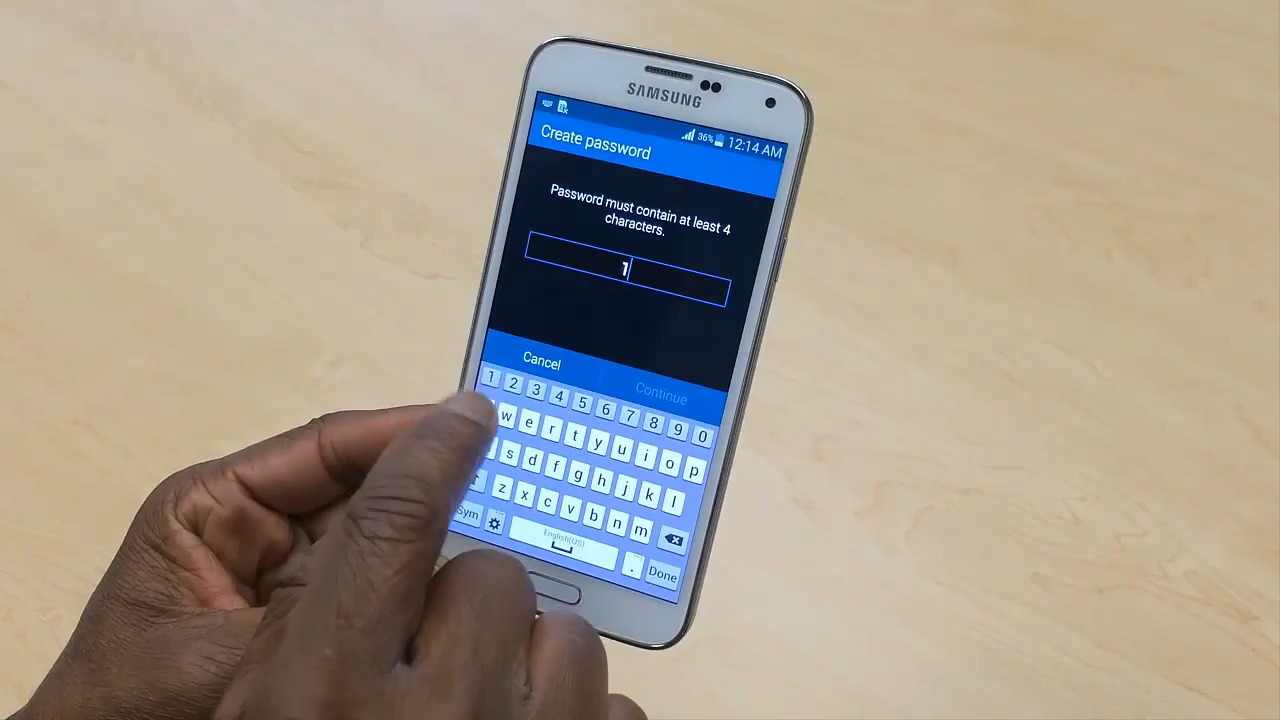 SAMSUNG
36% 12:14 AM
Create password
Password must contain at least 4
characters.
1
Cancel Continue
1 2 3 4 5 6 7 8 9 0
w e r t y u i o p
s d f g h j k l
z x c v b n m
Sym English(US) . Done